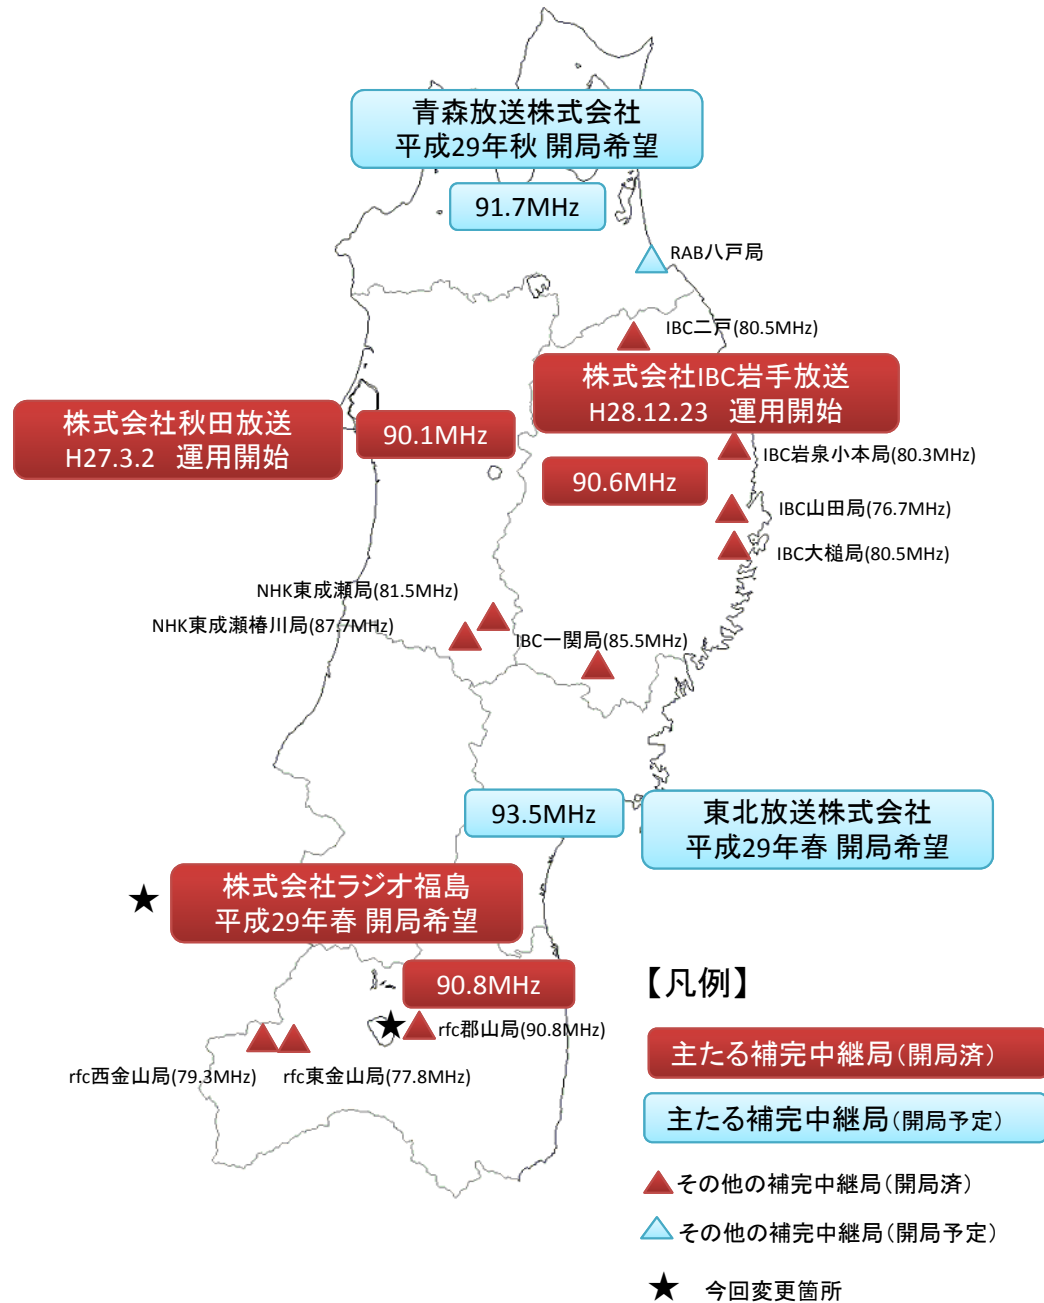 青森放送株式会社
平成29年秋 開局希望
91.7MHz
RAB八戸局
IBC二戸(80.5MHz)
株式会社IBC岩手放送
H28.12.23 運用開始
株式会社秋田放送
H27.3.2 運用開始
90.1MHz
90.6MHz
IBC岩泉小本局(80.3MHz)
IBC山田局(76.7MHz)
IBC大槌局(80.5MHz)
NHK東成瀬局(81.5MHz)
NHK東成瀬椿川局(87.7MHz)
IBC一関局(85.5MHz)
93.5MHz
東北放送株式会社
平成29年春 開局希望
★
株式会社ラジオ福島
平成29年春 開局希望
90.8MHz
★
rfc郡山局(90.8MHz)
rfc西金山局(79.3MHz)
rfc東金山局(77.8MHz)
【凡例】
主たる補完中継局(開局済)
主たる補完中継局(開局予定)
その他の補完中継局(開局済)
その他の補完中継局(開局予定)
★ 今回変更箇所